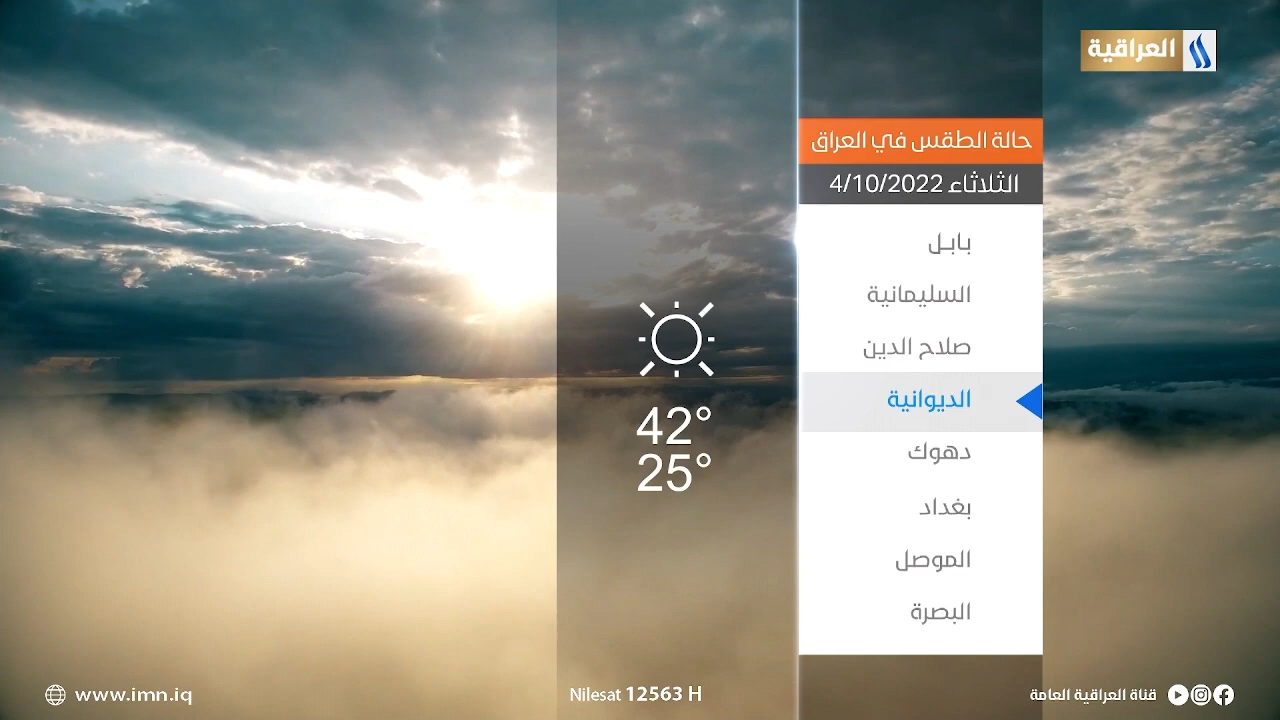 العراقية
حالة الطقس في العراق
الثلاثاء 4/10/2022
بابل
السليمانية
صلاح الدين
الديوانية
دهوك
بغداد
الموصل
البصرة
42°
25°
www.imn.iq
Nilesat 12563 H
قناة العراقية العامة